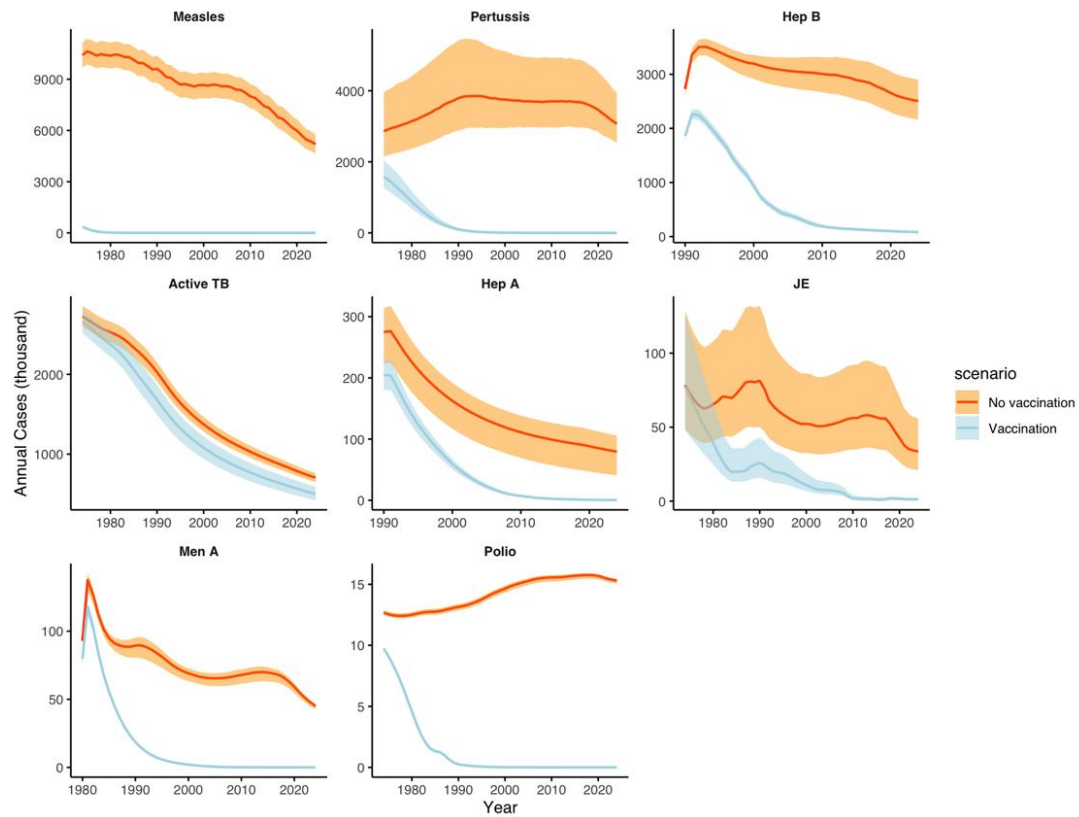 Measles
Pertussis
Hep B
9000
6000
3000
0
4000
2000
0
3000
2000
1000
0
1980 1990 2000 2010 2020
1980 1990 2000 2010 2020
1990 2000 2010 2020
Active TB
Hep A
JE
2000
1000
300
200
100
0
100
50
0
1980 1990 2000 2010 2020
1990 2000 2010 2020
1980 1990 2000 2010 2020
Men A
Polio
100
50
0
15
10
5
0
1980 1990 2000 2010 2020
1980 1990 2000 2010 2020
Annual Cases (thousand)
Year
scenario
No vaccination
Vaccination